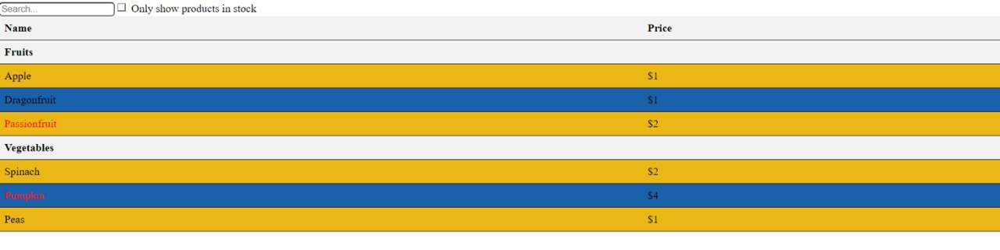 Search... Only show products in stock
Name Price
Fruits
Apple $1
Dragonfruit $1
Passionfruit $2
Vegetables
Spinach $2
Pumpkin $4
Peas $1